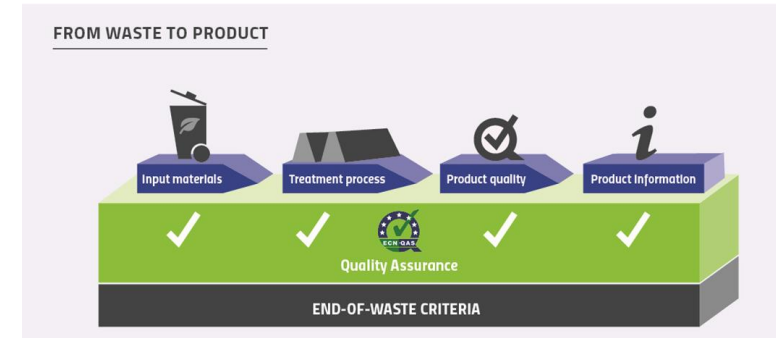 FROM WASTE TO PRODUCT
Input materials
Treatment process
Product quality
Product Information
ECN-QAS
Quality Assurance
END-OF-WASTE CRITERIA